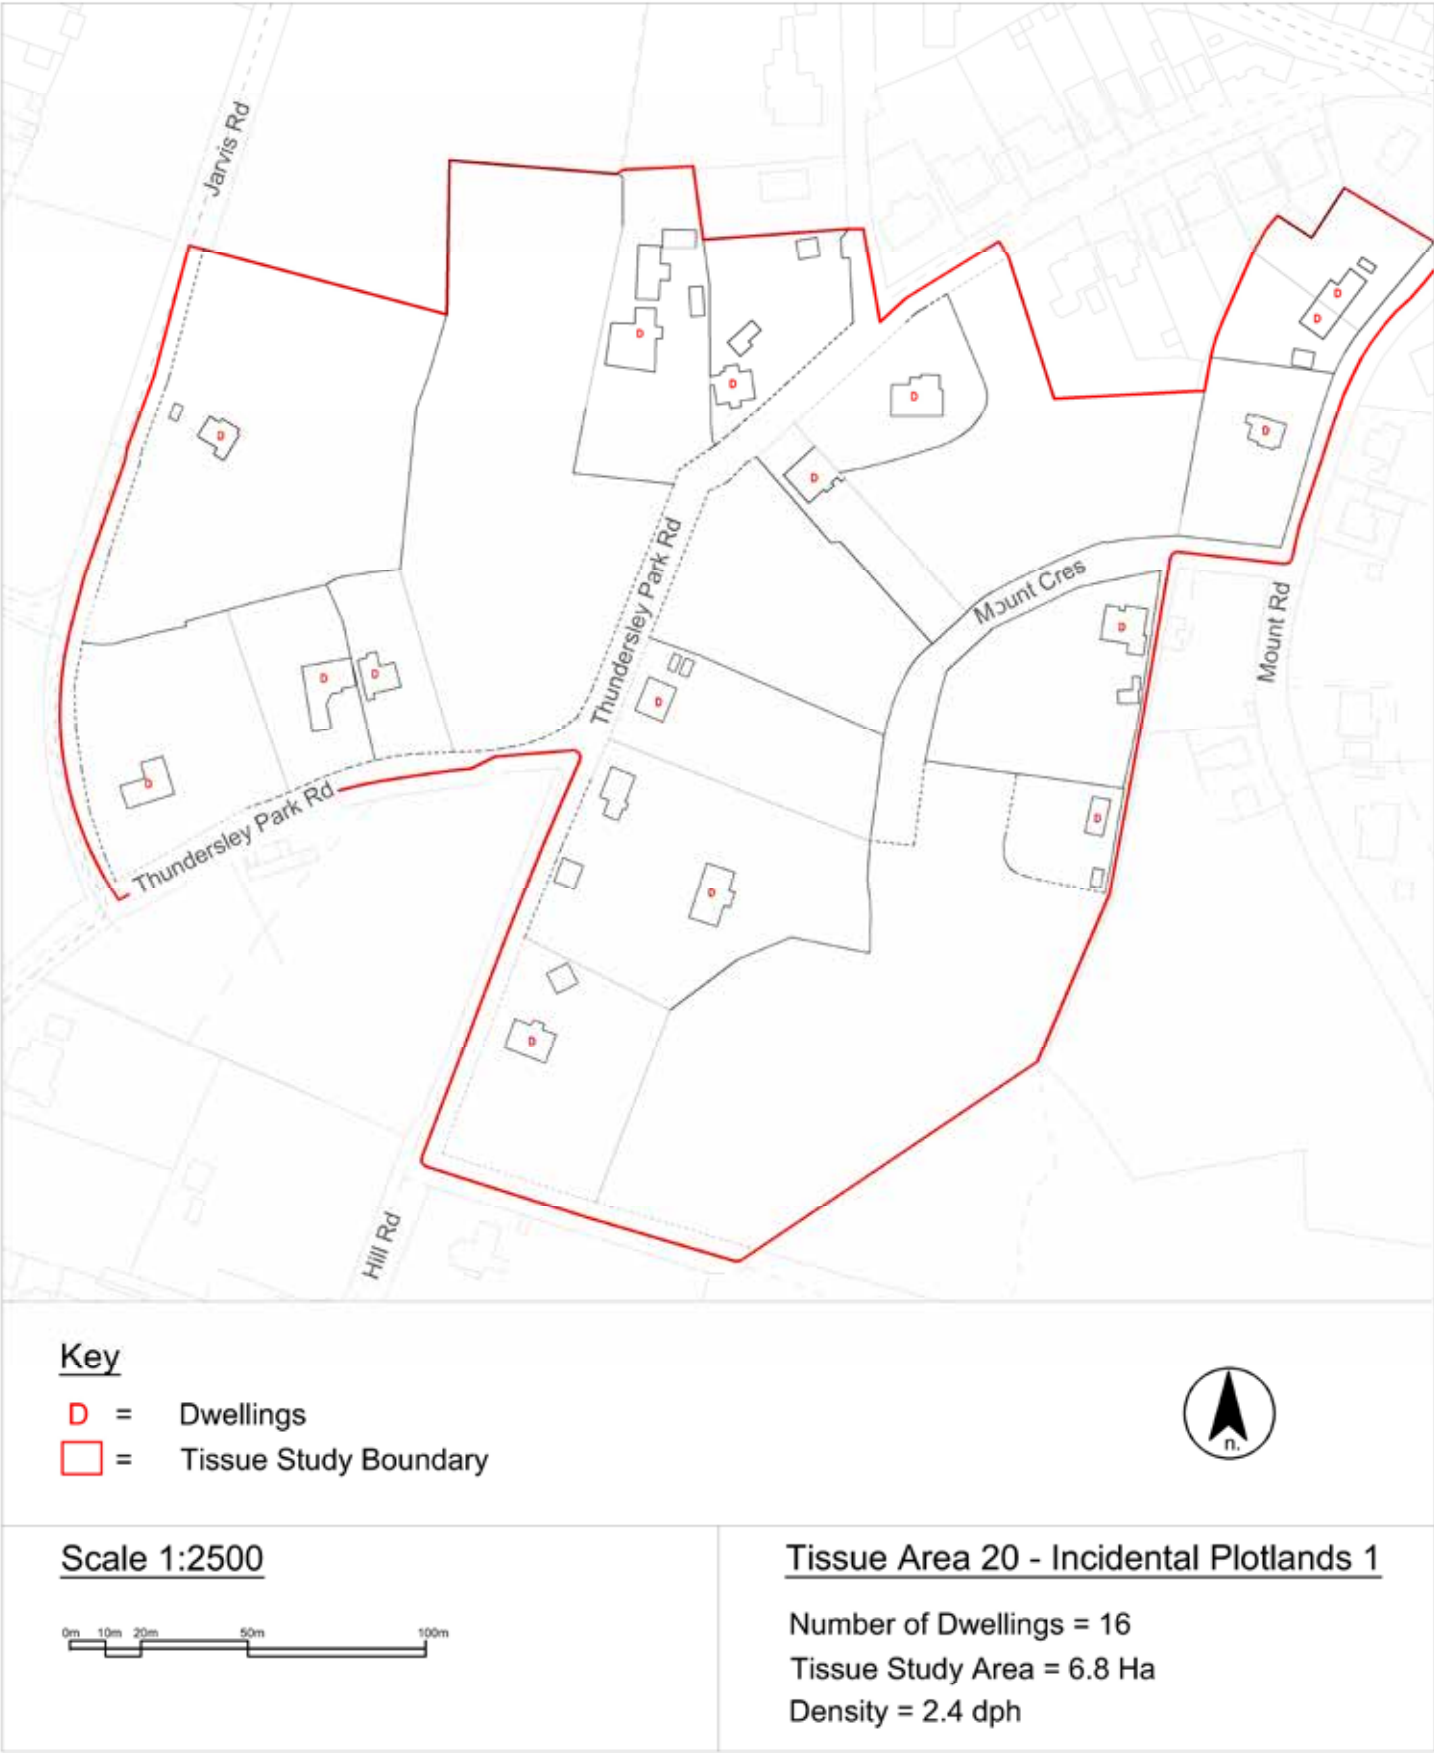 Jarvis Rd
D
D
D
D
D
D
D
D
D
Thundersley Park Rd
Mount Cres
Mount Rd
D
D
D
D
D
Thundersley Park Rd
D
D
Hill Rd
Key
D = Dwellings
= Tissue Study Boundary
n.
Scale 1:2500
0m 10m 20m 50m 100m
Tissue Area 20 - Incidental Plotlands 1
Number of Dwellings = 16
Tissue Study Area = 6.8 Ha
Density = 2.4 dph